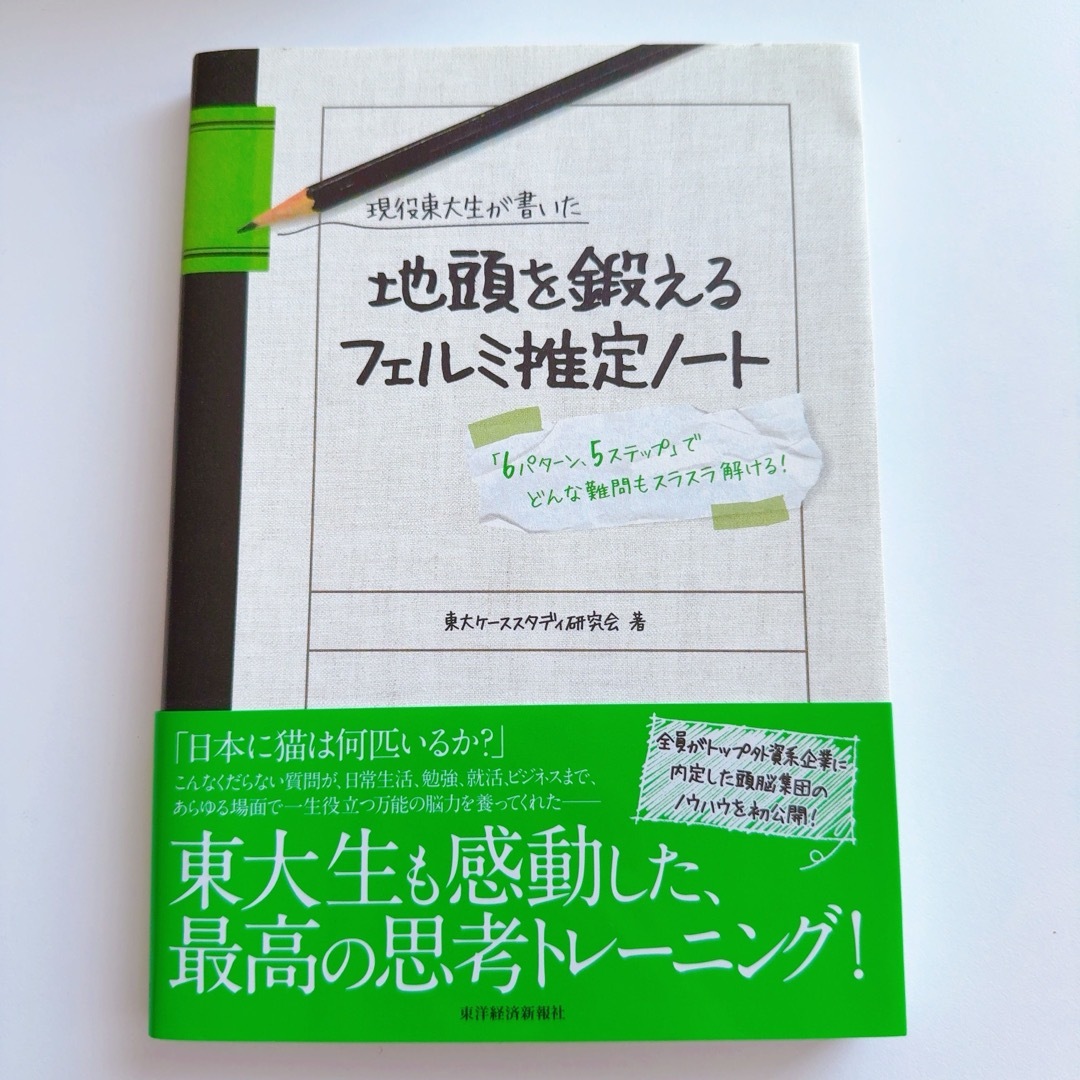 現役東大生が書いた
地頭を鍛える
フェルミ推定ノート
「6パターン、5ステップ」で
どんな難問もスラスラ解ける!
東大ケーススタディ研究会 著
「日本に猫は何匹いるか?」
こんなくだらない質問が、日常生活、勉強、就活、ビジネスまで、
あらゆる場面で一生役立つ万能の脳力を養ってくれた――
全員がトップ外資系企業に
内定した頭脳集団の
ノウハウを初公開!
東大生も感動した、
最高の思考トレーニング!
東洋経済新報社